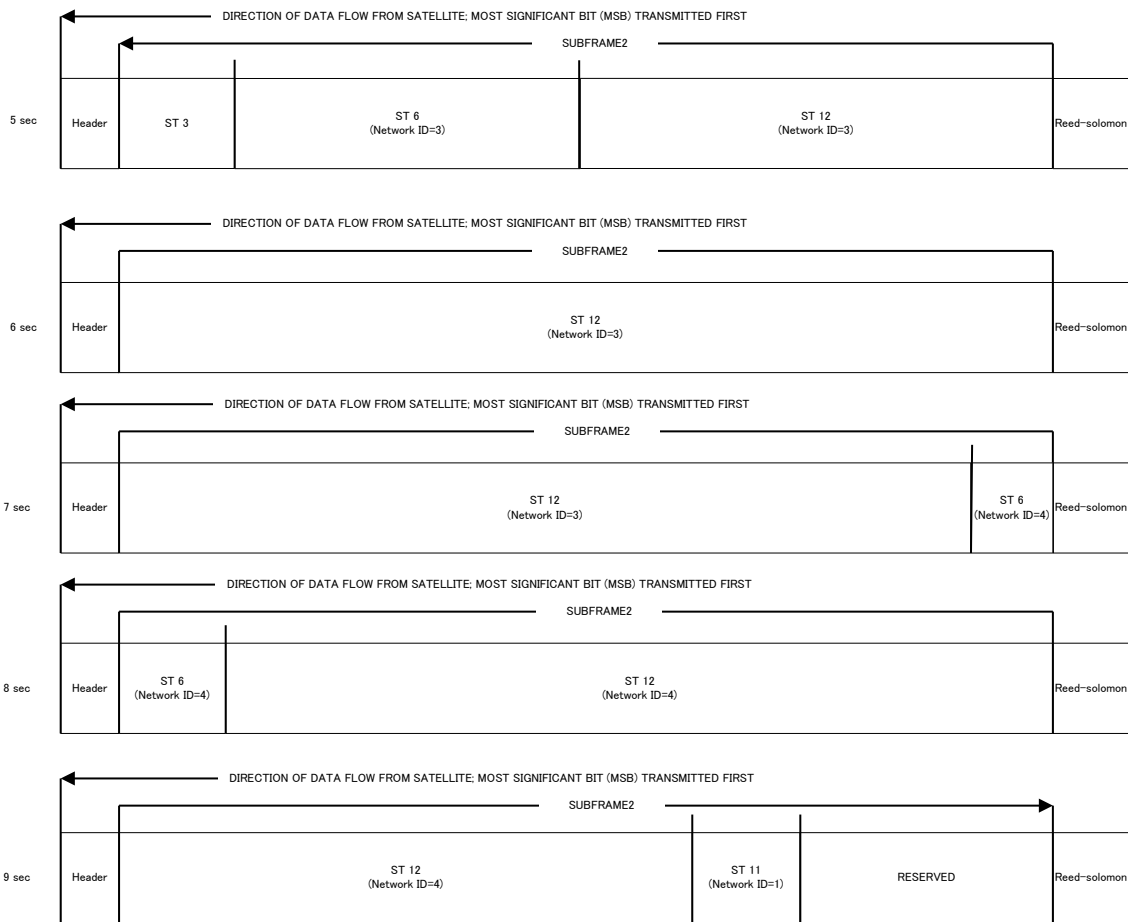 DIRECTION OF DATA FLOW FROM SATELLITE; MOST SIGNIFICANT BIT (MSB) TRANSMITTED FIRST
SUBFRAME2
5 sec
Header
ST 3
ST 6
(Network ID=3)
ST 12
(Network ID=3)
Reed-solomon
DIRECTION OF DATA FLOW FROM SATELLITE; MOST SIGNIFICANT BIT (MSB) TRANSMITTED FIRST
SUBFRAME2
6 sec
Header
ST 12
(Network ID=3)
Reed-solomon
DIRECTION OF DATA FLOW FROM SATELLITE; MOST SIGNIFICANT BIT (MSB) TRANSMITTED FIRST
SUBFRAME2
7 sec
Header
ST 12
(Network ID=3)
ST 6
(Network ID=4)
Reed-solomon
DIRECTION OF DATA FLOW FROM SATELLITE; MOST SIGNIFICANT BIT (MSB) TRANSMITTED FIRST
SUBFRAME2
8 sec
Header
ST 6
(Network ID=4)
ST 12
(Network ID=4)
Reed-solomon
DIRECTION OF DATA FLOW FROM SATELLITE; MOST SIGNIFICANT BIT (MSB) TRANSMITTED FIRST
SUBFRAME2
9 sec
Header
ST 12
(Network ID=4)
ST 11
(Network ID=1)
RESERVED
Reed-solomon